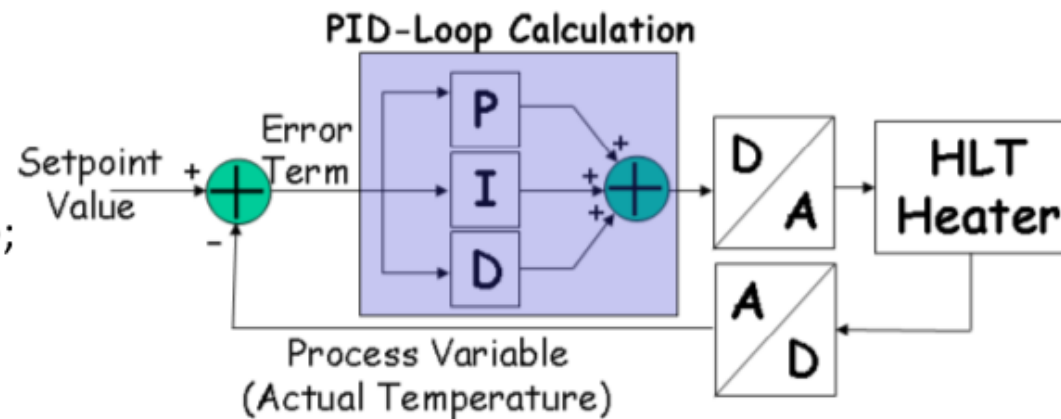 PID-Loop Calculation
P
I
D
Error
Term
Setpoint
Value
+
-
+
+
+
;
D
A
HLT
Heater
A
D
Process Variable
(Actual Temperature)